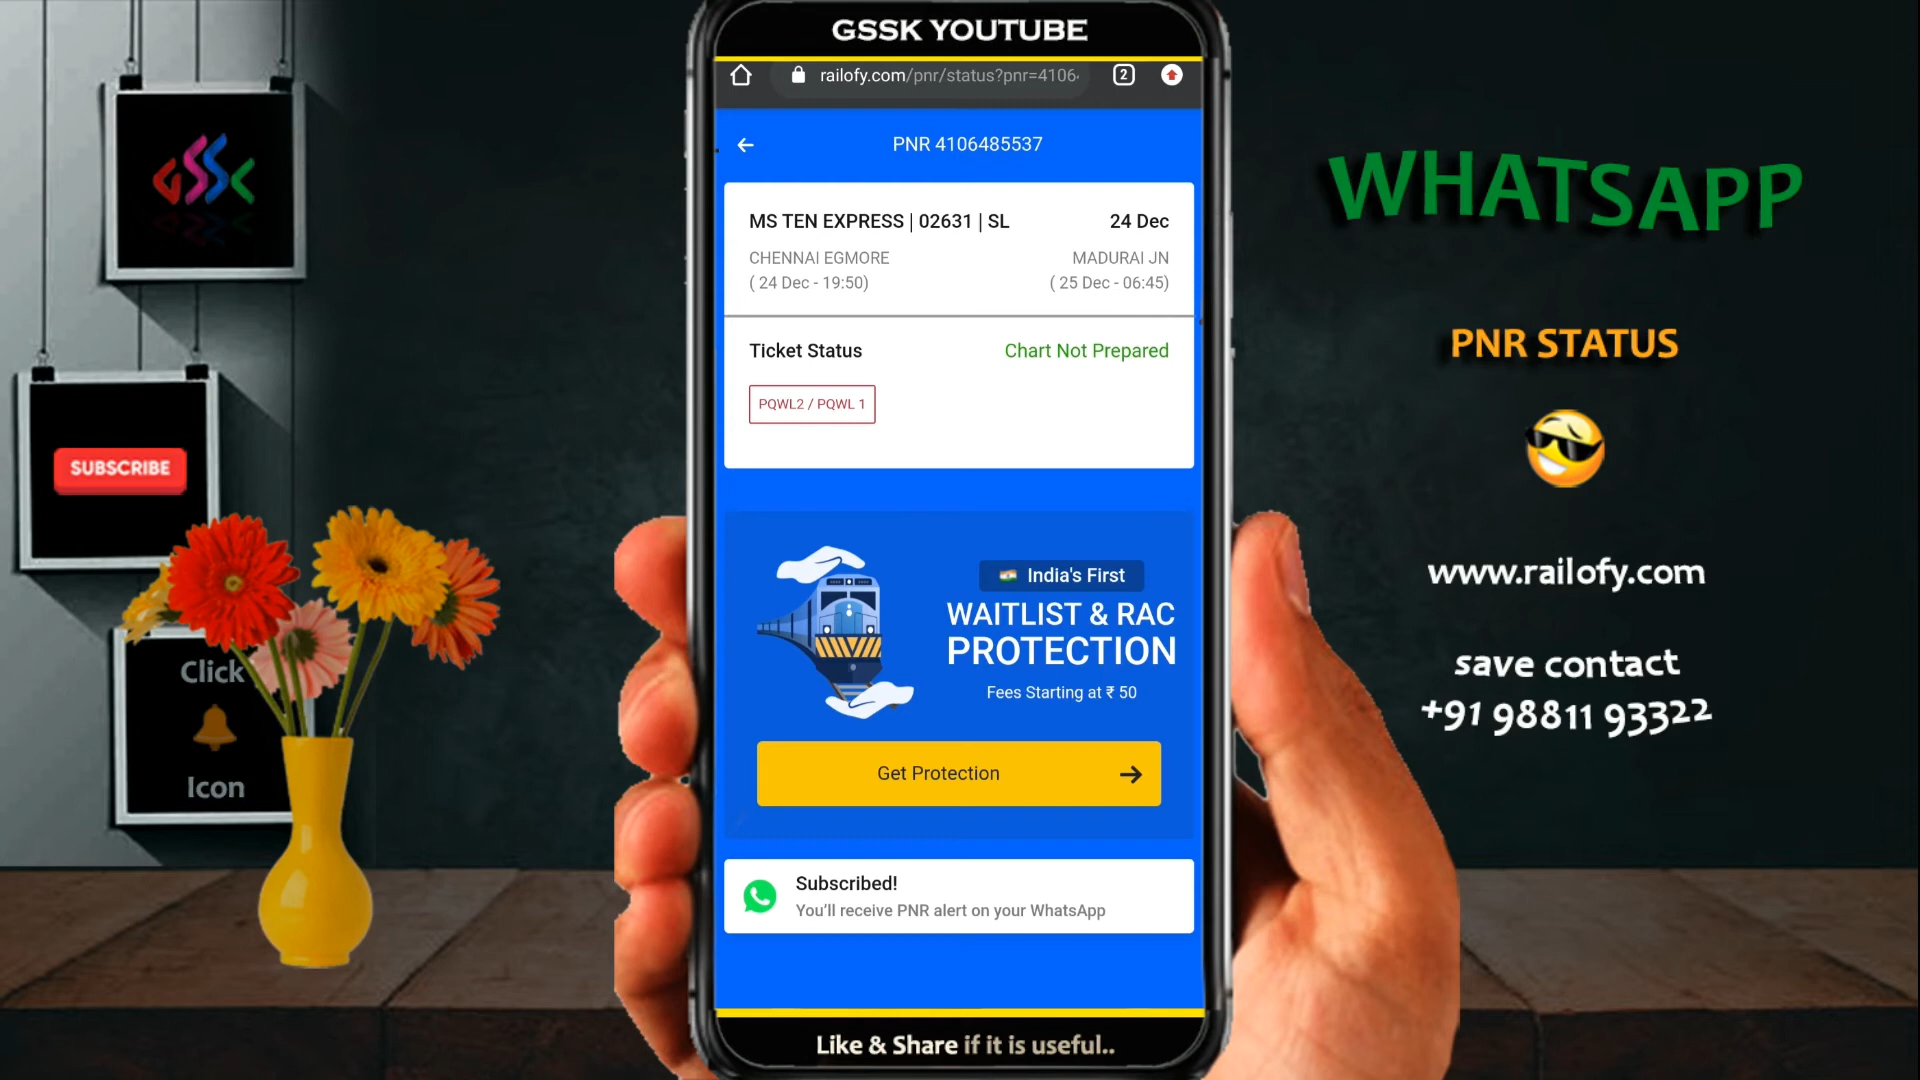 GSSK YOUTUBE
railofy.com/pnr/status?pnr=4106
2
PNR 4106485537
MS TEN EXPRESS | 02631 | SL
24 Dec
CHENNAI EGMORE
MADURAI JN
( 24 Dec - 19:50)
( 25 Dec - 06:45)
Ticket Status
Chart Not Prepared
PQWL2 / PQWL 1
India's First
WAITLIST & RAC
PROTECTION
Fees Starting at ₹ 50
Get Protection
Subscribed!
You'll receive PNR alert on your WhatsApp
Like & Share if it is useful..
GSSK
SUBSCRIBE
Click
Icon
WHATSAPP
PNR STATUS
www.railofy.com
save contact
+91 98811 93322